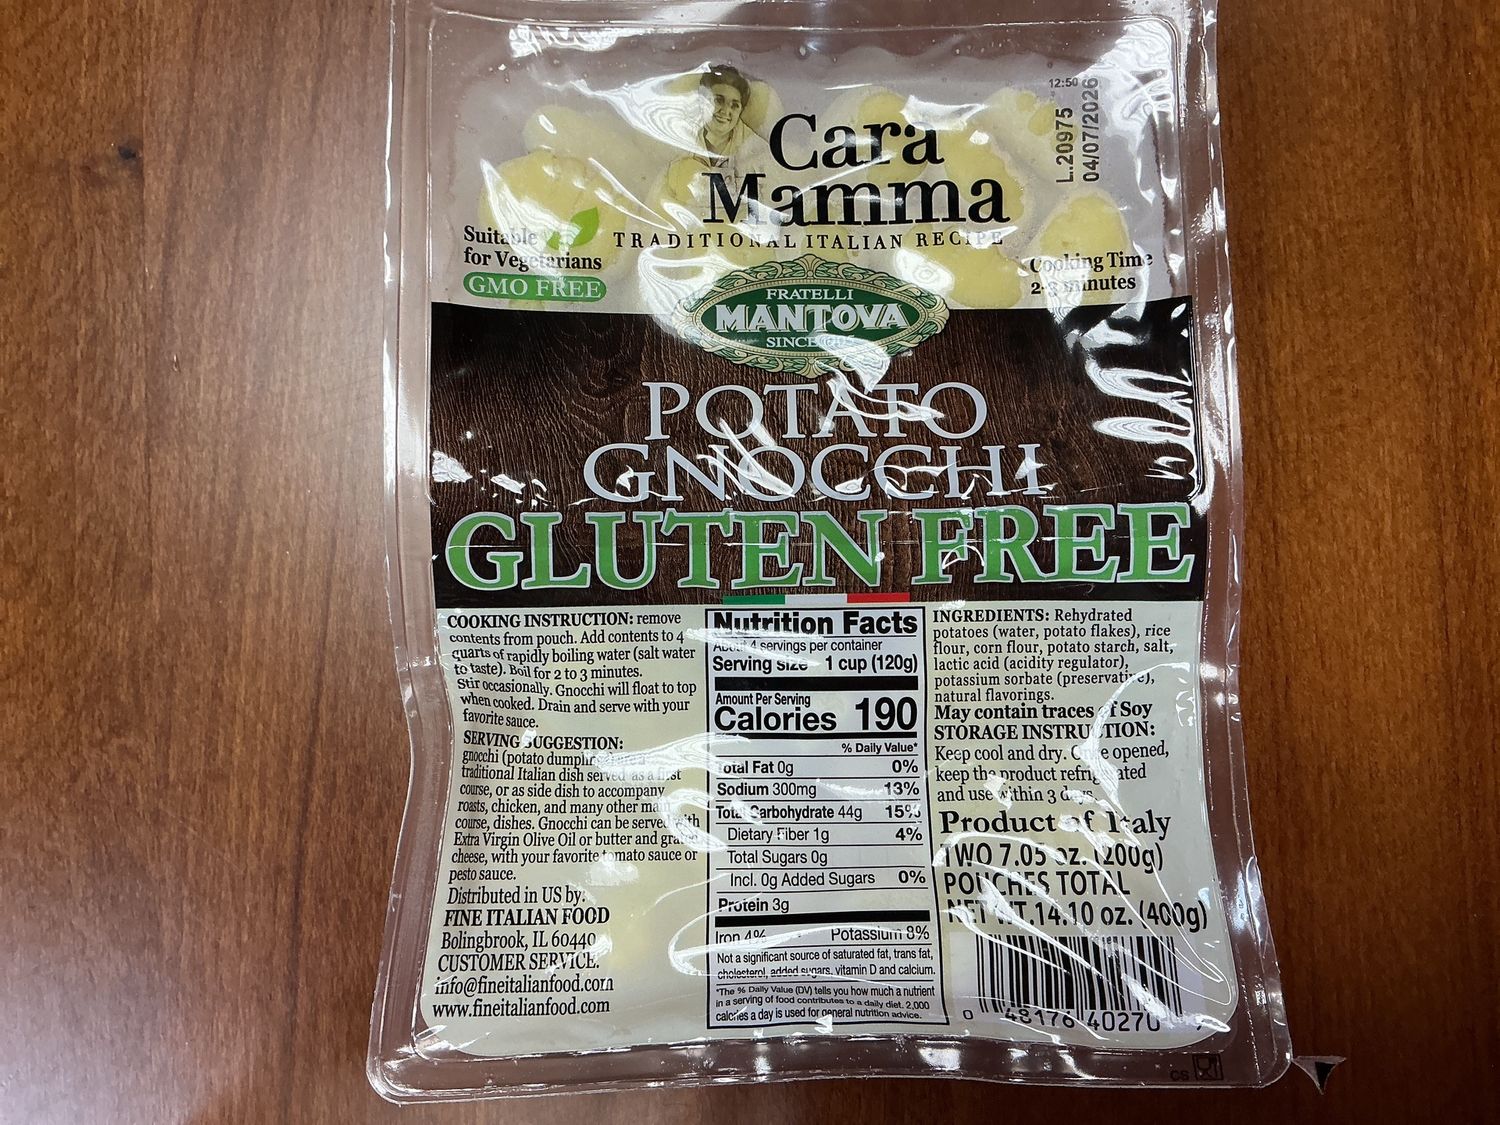 12:50
L.20975
04/07/2026
Cara
Mamma
TRADITIONAL ITALIAN RECIPE
Suitable
for Vegetarians
GMO FREE
Cooking Time
2-3 minutes
FRATELLI
MANTOVA
SINCE
POTATO
GNOCCHI
GLUTEN FREE
COOKING INSTRUCTION: remove
contents from pouch. Add contents to 4
quarts of rapidly boiling water (salt water
to taste). Boil for 2 to 3 minutes.
Stir occasionally. Gnocchi will float to top
when cooked. Drain and serve with your
favorite sauce.
SERVING SUGGESTION:
gnocchi (potato dumplings) are a
traditional Italian dish served as a first
course, or as side dish to accompany
roasts, chicken, and many other main
course, dishes. Gnocchi can be served with
Extra Virgin Olive Oil or butter and grated
cheese, with your favorite tomato sauce or
pesto sauce.
Distributed in US by:
FINE ITALIAN FOOD
Bolingbrook, IL 60440
CUSTOMER SERVICE.
info@fineitalianfood.com
www.fineitalianfood.com
Nutrition Facts
About 4 servings per container
Serving size 1 cup (120g)
Amount Per Serving
Calories 190
% Daily Value*
Total Fat 0g 0%
Sodium 300mg 13%
Total Carbohydrate 44g 15%
Dietary Fiber 1g 4%
Total Sugars 0g
Incl. 0g Added Sugars 0%
Protein 3g
Iron 4% • Potassium 8%
Not a significant source of saturated fat, trans fat,
cholesterol, added sugars, vitamin D and calcium.
*The % Daily Value (DV) tells you how much a nutrient
in a serving of food contributes to a daily diet. 2,000
calories a day is used for general nutrition advice.
INGREDIENTS: Rehydrated
potatoes (water, potato flakes), rice
flour, corn flour, potato starch, salt,
lactic acid (acidity regulator),
potassium sorbate (preservative),
natural flavorings.
May contain traces of Soy
STORAGE INSTRUCTION:
Keep cool and dry. Once opened,
keep the product refrigerated
and use within 3 days.
Product of Italy
TWO 7.05 oz. (200g)
POUCHES TOTAL
NET WT.14.10 oz. (400g)
0 48176 40270
CS